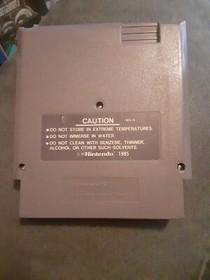 CAUTION
●DO NOT STORE IN EXTREME TEMPERATURES.
●DO NOT IMMERSE IN WATER.
●DO NOT CLEAN WITH BENZENE, THINNER,
ALCOHOL OR OTHER SUCH SOLVENTS.
Nintendo 1985